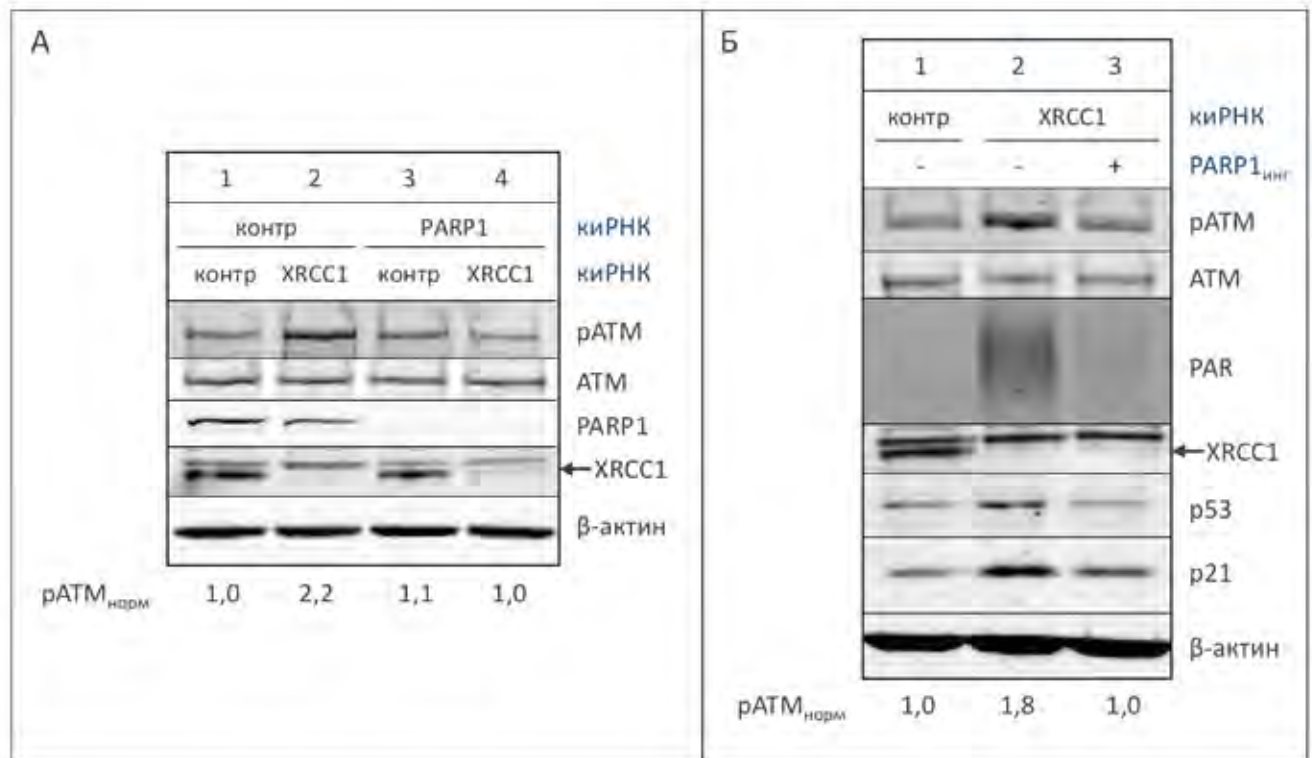 А
1 2 3 4
контр PARP1 киРНК
контр XRCC1 контр XRCC1 киРНК
pATM
ATM
PARP1
XRCC1
β-актин
pATMнорм 1,0 2,2 1,1 1,0
Б
1 2 3
контр XRCC1 киРНК
- - + PARP1инг
pATM
ATM
PAR
XRCC1
p53
p21
β-актин
pATMнорм 1,0 1,8 1,0